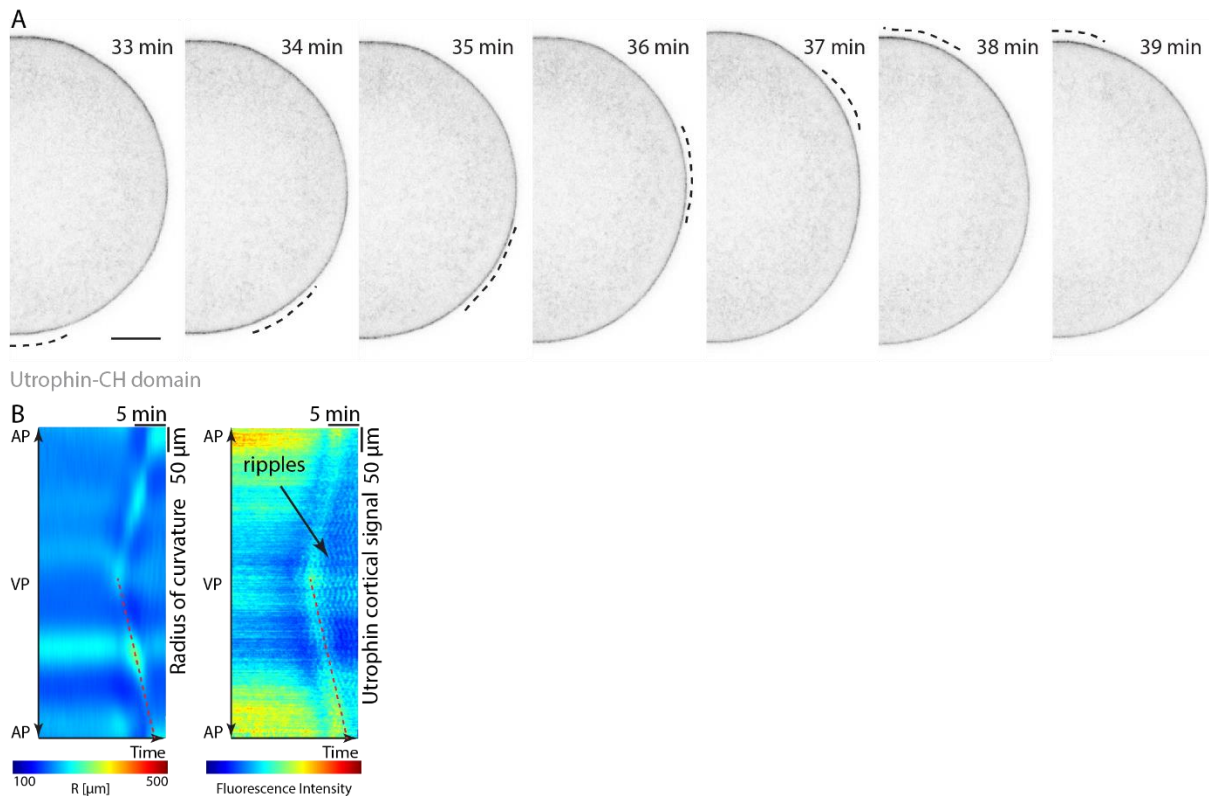 A
33 min
34 min
35 min
36 min
37 min
38 min
39 min
Utrophin-CH domain
B
5 min
AP
VP
AP
50 µm
Radius of curvature
Time
100
500
R [µm]
5 min
AP
ripples
VP
AP
50 µm
Utrophin cortical signal
Time
Fluorescence Intensity